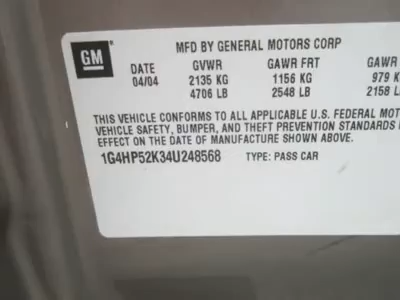 GM
MFD BY GENERAL MOTORS CORP
DATE GVWR GAWR FRT GAWR
04/04 2135 KG 1156 KG 979 KG
4706 LB 2548 LB 2158 LB
THIS VEHICLE CONFORMS TO ALL APPLICABLE U.S. FEDERAL MOT
VEHICLE SAFETY, BUMPER, AND THEFT PREVENTION STANDARDS
EFFECT ON THE DATE OF MANUFACTURE SHOWN ABOVE.
1G4HP52K34U248568 TYPE: PASS CAR